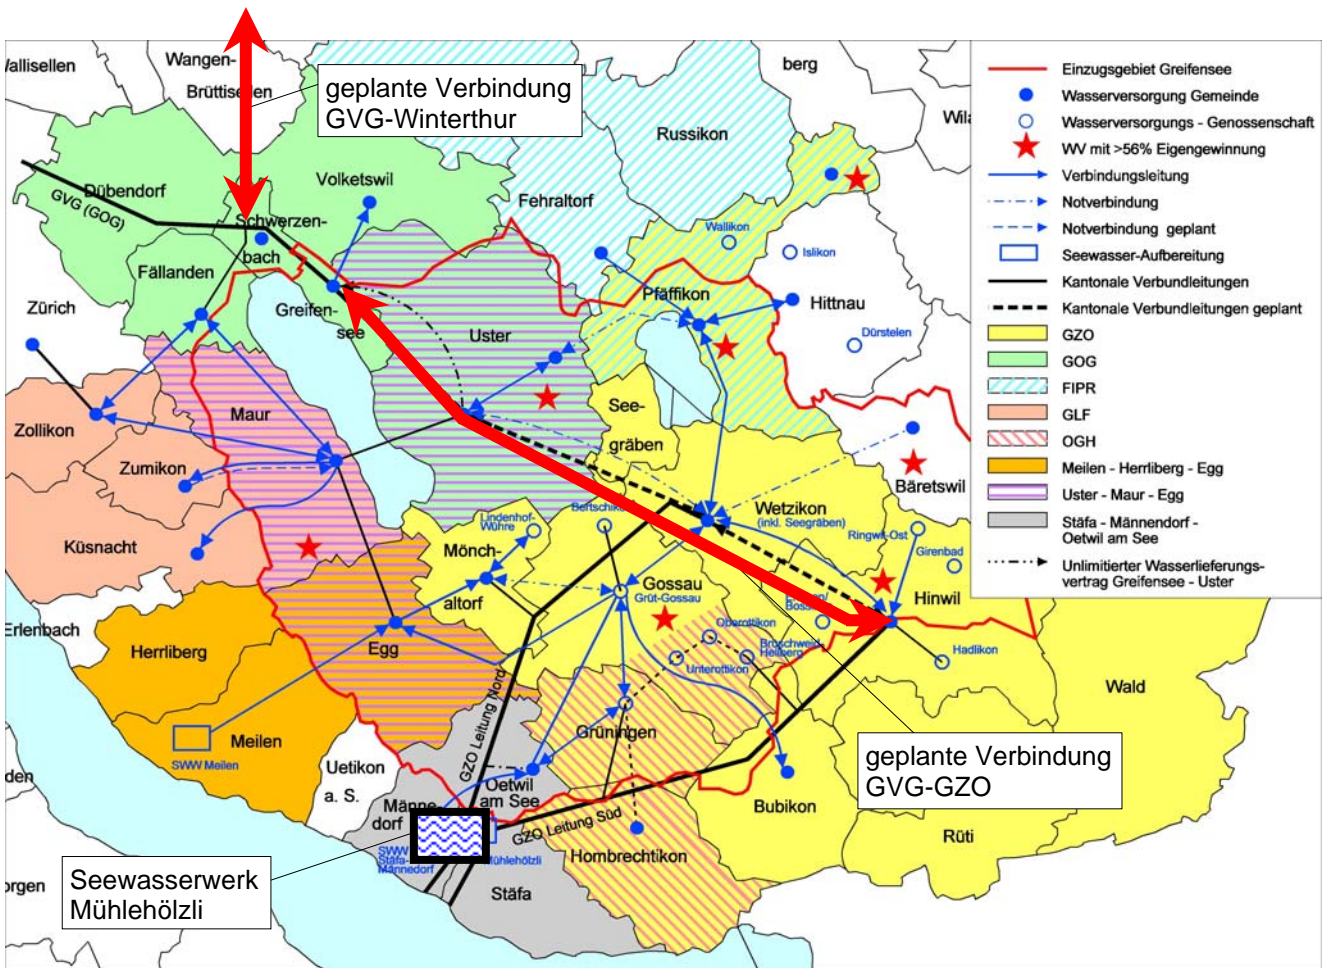 Wangen-
Brüttisellen
berg
geplante Verbindung
GVG-Winterthur
Russikon
Volketswil
Fehraltorf
Dübendorf
GVG (GOG)
Schwerzen-
bach
Fällanden
Zürich
Greifen-
see
Uster
Wallikon
Islikon
Pfäffikon
Hittnau
Dürstelen
Maur
See-
gräben
Zollikon
Zumikon
Küsnacht
Bäretswil
Wetzikon
(inkl. Seegräben)
Ringwil-Ost
Girenbad
Lindenhof-
Wühre
Mönch-
altorf
Gossau
Grüt-Gossau
Hinwil
Hadlikon
Oberottikon
Unterottikon
Erlenbach
Herrliberg
Egg
Wald
Meilen
SWW Meilen
Uetikon
a. S.
GZO Leitung Nord
Grüningen
geplante Verbindung
GVG-GZO
Oetwil
am See
Männe-
dorf
GZO Leitung Süd
Bubikon
Rüti
Hombrechtikon
SWW
Stäfa-
Männedorf
Mühlehölzli
Stäfa
Seewasserwerk
Mühlehölzli
Einzugsgebiet Greifensee
Wasserversorgung Gemeinde
Wasserversorgungs - Genossenschaft
WV mit >56% Eigengewinnung
Verbindungsleitung
Notverbindung
Notverbindung geplant
Seewasser-Aufbereitung
Kantonale Verbundleitungen
Kantonale Verbundleitungen geplant
GZO
GOG
FIPR
GLF
OGH
Meilen - Herrliberg - Egg
Uster - Maur - Egg
Stäfa - Männendorf -
Oetwil am See
Unlimitierter Wasserlieferungs-
vertrag Greifensee - Uster